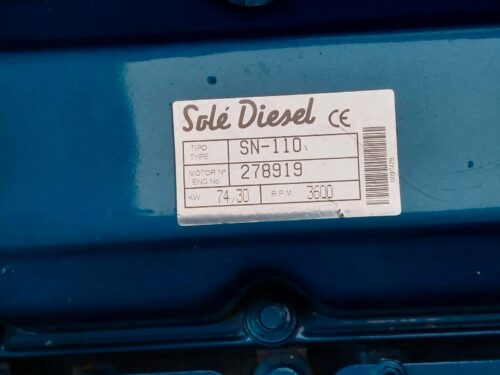 Solé Diesel CE
TIPO
TYPE
SN-110
MOTOR Nº
ENG No
278919
KW 74,30 R.P.M. 3600